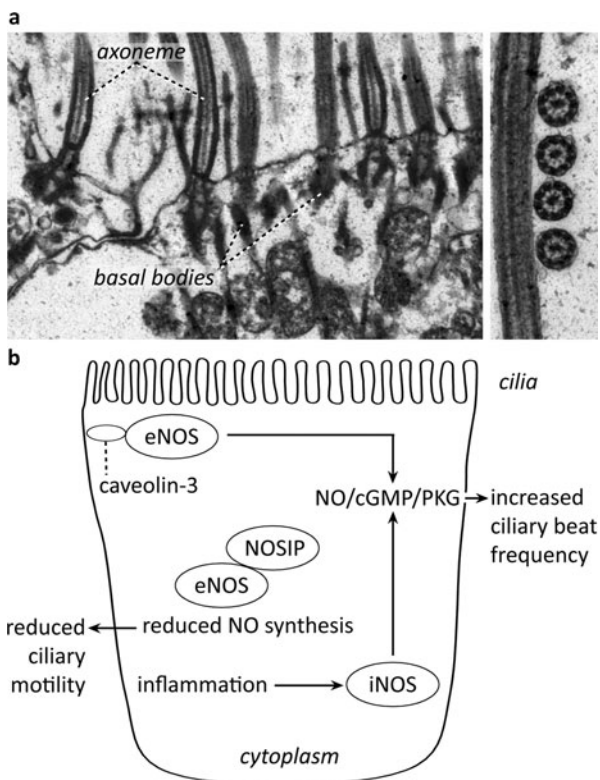 a
axoneme
basal bodies
b
cilia
eNOS
caveolin-3
NO/cGMP/PKG
increased
ciliary beat
frequency
NOSIP
eNOS
reduced NO synthesis
reduced
ciliary
motility
inflammation
iNOS
cytoplasm